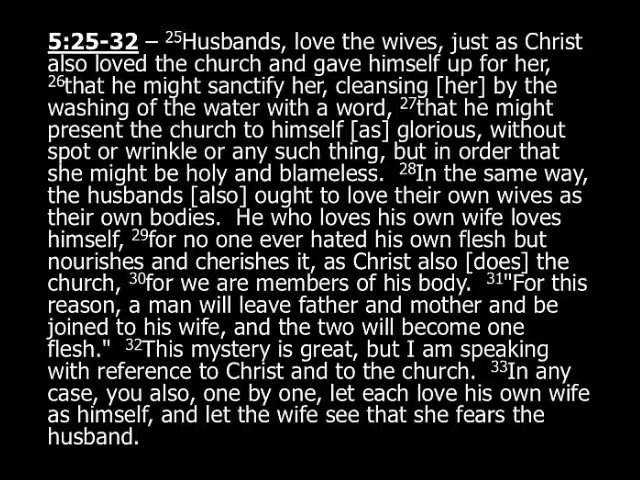 5:25-32 – 25Husbands, love the wives, just as Christ
also loved the church and gave himself up for her,
26that he might sanctify her, cleansing [her] by the
washing of the water with a word, 27that he might
present the church to himself [as] glorious, without
spot or wrinkle or any such thing, but in order that
she might be holy and blameless.  28In the same way,
the husbands [also] ought to love their own wives as
their own bodies.  He who loves his own wife loves
himself, 29for no one ever hated his own flesh but
nourishes and cherishes it, as Christ also [does] the
church, 30for we are members of his body.  31"For this
reason, a man will leave father and mother and be
joined to his wife, and the two will become one
flesh."  32This mystery is great, but I am speaking
with reference to Christ and to the church.  33In any
case, you also, one by one, let each love his own wife
as himself, and let the wife see that she fears the
husband.